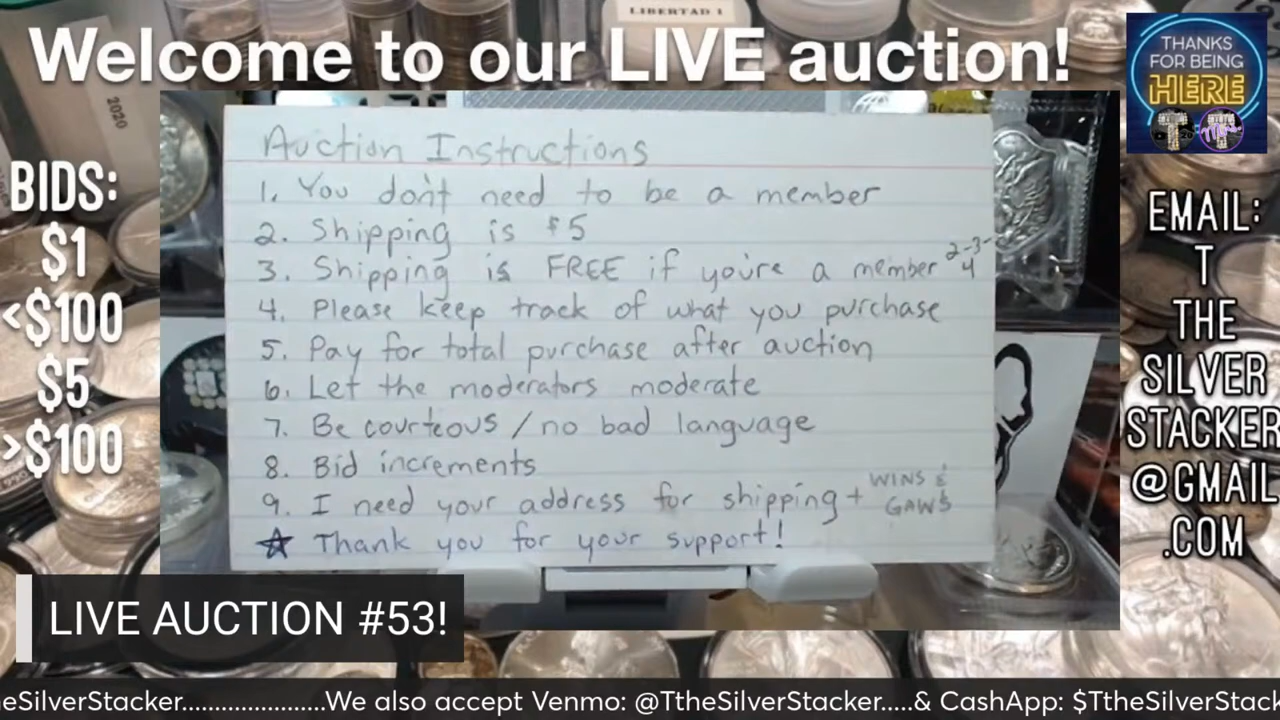 LIBERTAD 1
Welcome to our LIVE auction!
THANKS
FOR BEING
HERE
2020
BIDS:
$1
<$100
$5
>$100
Auction Instructions
1. You don't need to be a member
2. Shipping is $5
3. Shipping is FREE if you're a member 2-3-4
4. Please keep track of what you purchase
5. Pay for total purchase after auction
6. Let the moderators moderate
7. Be courteous / no bad language
8. Bid increments
9. I need your address for shipping + WINS & GAWS
☆ Thank you for your support!
EMAIL:
T
THE
SILVER
STACKER
@GMAIL
.COM
LIVE AUCTION #53!
eSilverStacker......................We also accept Venmo: @TtheSilverStacker.....& CashApp: $TtheSilverStack